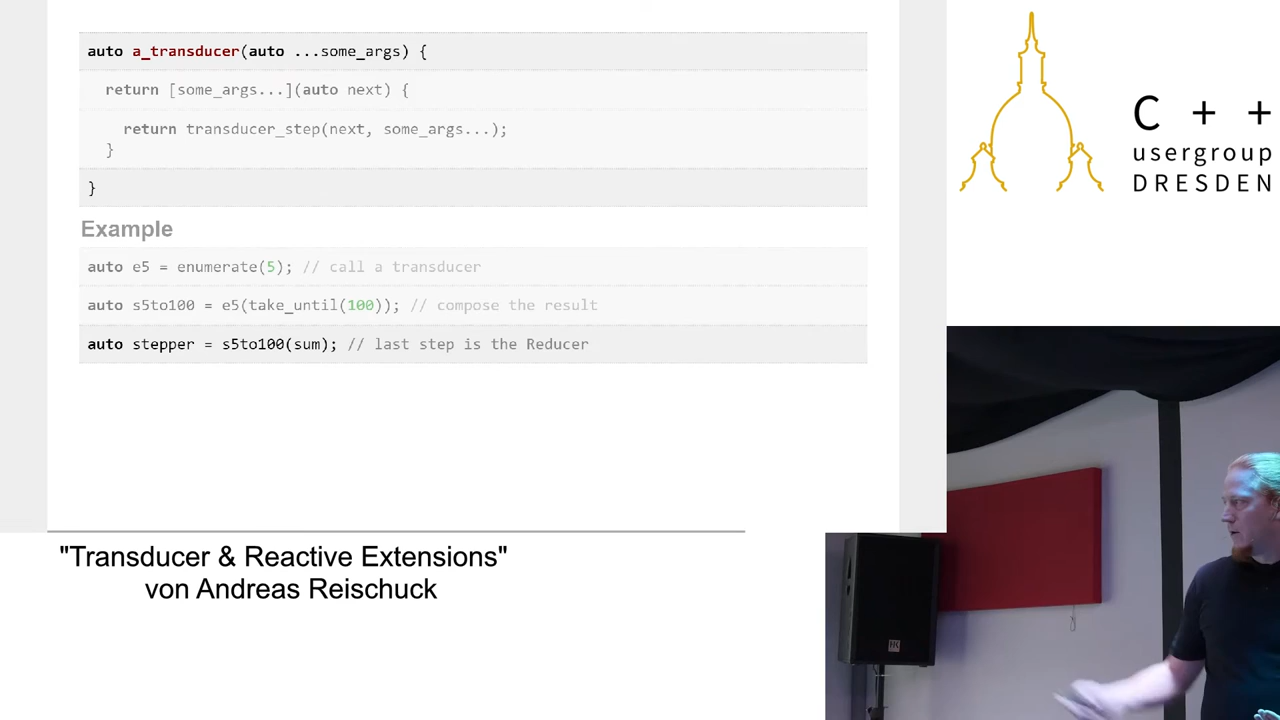 auto a_transducer(auto ...some_args) {
return [some_args...](auto next) {
return transducer_step(next, some_args...);
}
}
Example
auto e5 = enumerate(5); // call a transducer
auto s5to100 = e5(take_until(100)); // compose the result
auto stepper = s5to100(sum); // last step is the Reducer
C + +
usergroup
DRESDEN
"Transducer & Reactive Extensions"
von Andreas Reischuck
HK